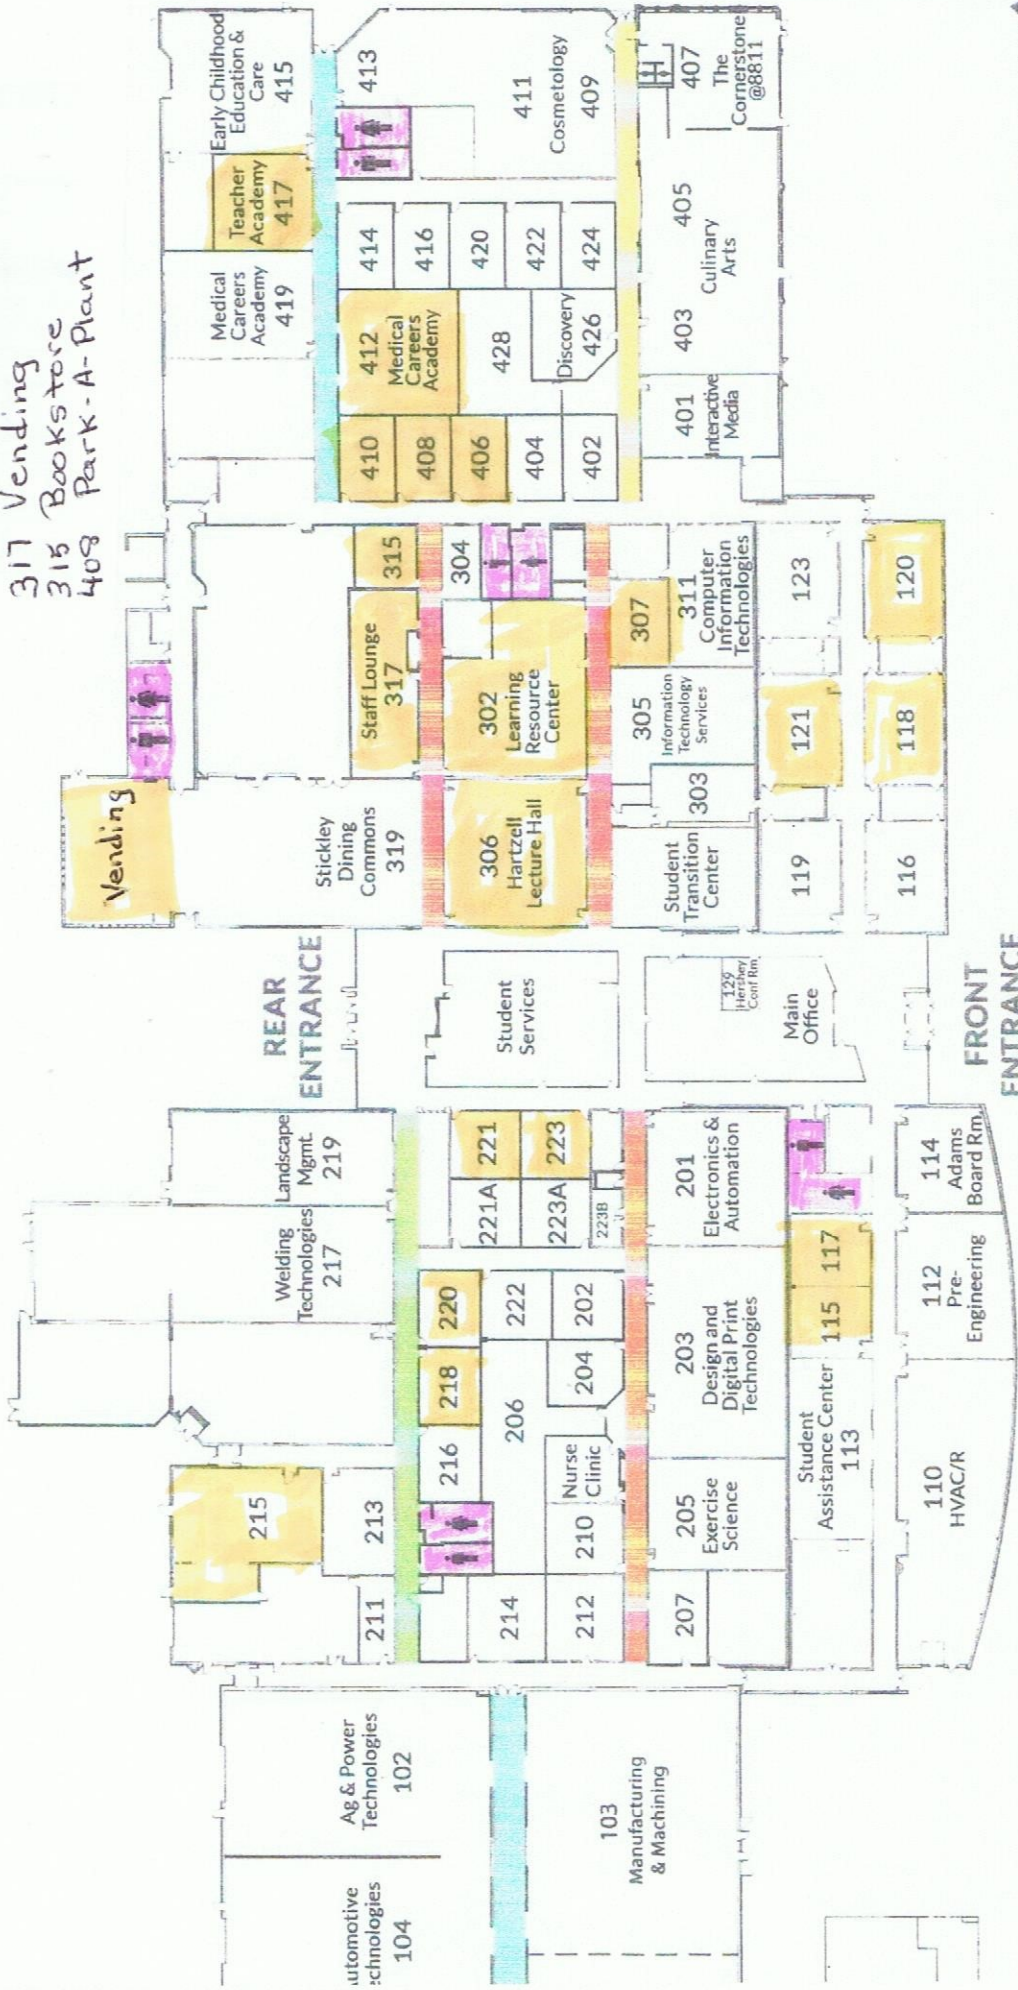 317 Vending
315 Bookstore
408 Park-A-Plant
Early Childhood
Education &
Care
415
Teacher
Academy
417
Medical
Careers
Academy
419
413
411
Cosmetology
409
407
The
Cornerstone
@8811
414
416
420
422
424
412
Medical
Careers
Academy
428
Discovery
426
405
Culinary
Arts
403
410
408
406
404
402
401
Interactive
Media
315
304
Staff Lounge
317
302
Learning
Resource
Center
307
311
Computer
Information
Technologies
305
Information
Technology
Services
303
123
120
121
118
Vending
Stickley
Dining
Commons
319
306
Hartzell
Lecture Hall
Student
Transition
Center
119
116
REAR
ENTRANCE
Student
Services
129
Hershey
Conf Rm
Main
Office
FRONT
ENTRANCE
Landscape
Mgmt.
219
221
223
221A
223A
223B
201
Electronics &
Automation
114
Adams
Board Rm.
Welding
Technologies
217
220
222
202
218
204
206
203
Design and
Digital Print
Technologies
117
115
112
Pre-
Engineering
215
213
211
216
Nurse
Clinic
210
214
212
205
Exercise
Science
207
Student
Assistance Center
113
110
HVAC/R
Ag & Power
Technologies
102
103
Manufacturing
& Machining
utomotive
echnologies
104